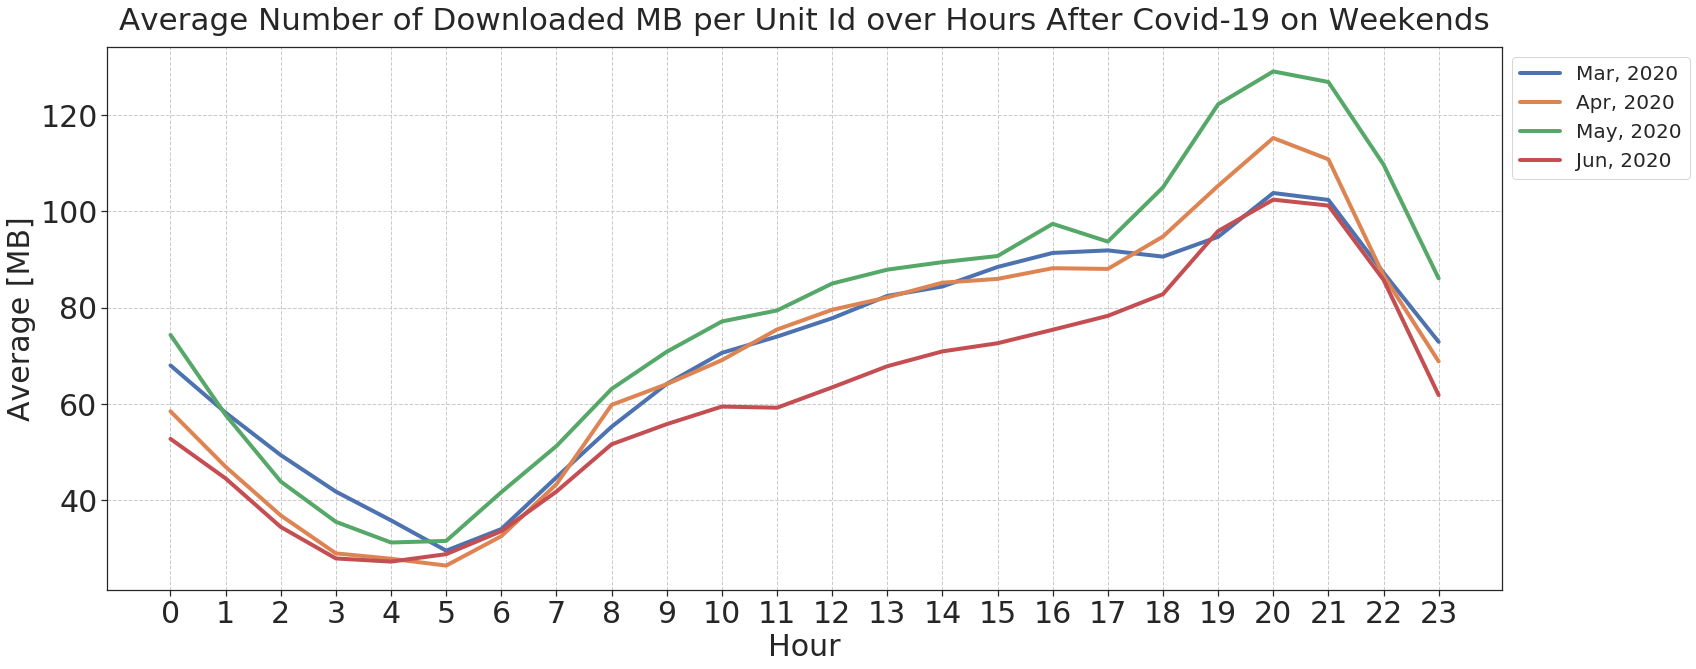 Average Number of Downloaded MB per Unit Id over Hours After Covid-19 on Weekends
Mar, 2020
Apr, 2020
May, 2020
Jun, 2020
120
100
80
60
40
Average [MB]
0 1 2 3 4 5 6 7 8 9 10 11 12 13 14 15 16 17 18 19 20 21 22 23
Hour